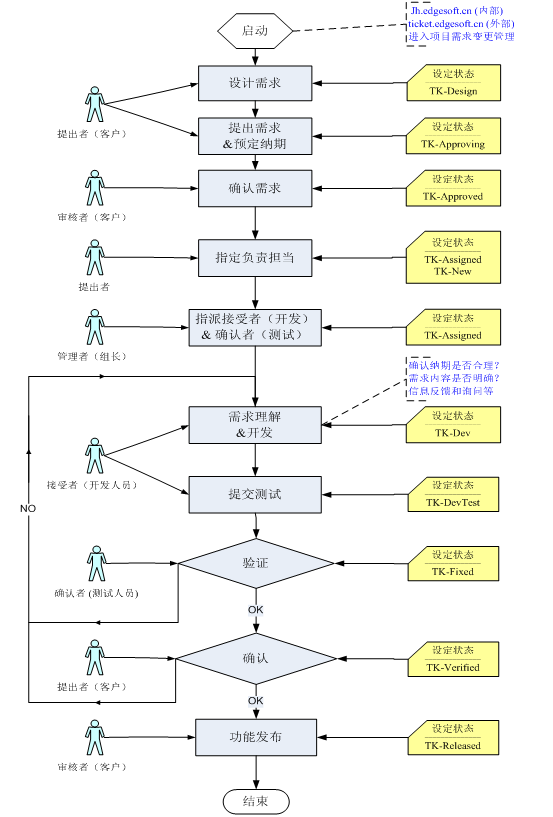 启动
Jh.edgesoft.cn (内部)
ticket.edgesoft.cn (外部)
进入项目需求变更管理
设计需求
设定状态
TK-Design
提出者（客户）
提出需求
&预定纳期
设定状态
TK-Approving
确认需求
设定状态
TK-Approved
审核者（客户）
指定负责担当
设定状态
TK-Assigned
TK-New
提出者
指派接受者（开发）
& 确认者（测试）
设定状态
TK-Assigned
管理者（组长）
确认纳期是否合理?
需求内容是否明确?
信息反馈和询问等
需求理解
&开发
设定状态
TK-Dev
接受者（开发人员）
提交测试
设定状态
TK-DevTest
NO
验证
设定状态
TK-Fixed
确认者 (测试人员)
OK
确认
设定状态
TK-Verified
提出者（客户）
OK
功能发布
设定状态
TK-Released
审核者（客户）
结束